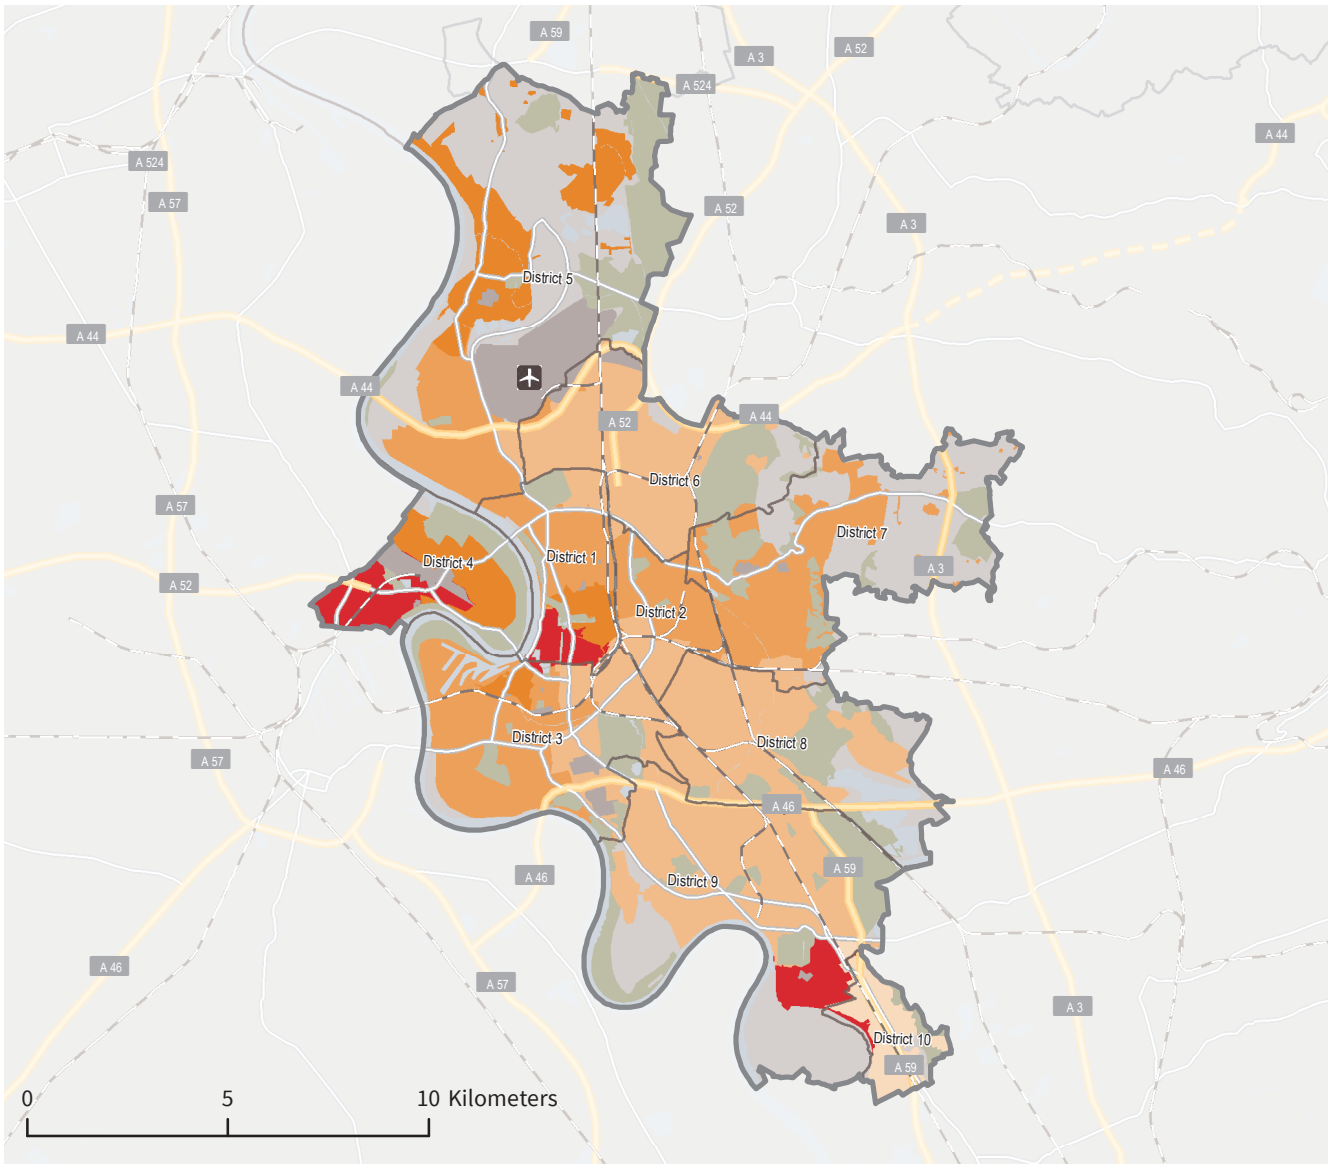 A 59
A 52
A 3
A 524
A 44
A 524
A 57
A 52
A 3
District 5
A 44
A 44
A 44
A 52
District 6
A 57
District 7
District 4
District 1
A 3
A 52
District 2
District 3
District 8
A 57
A 46
A 46
A 59
A 46
District 9
A 46
A 57
A 3
District 10
A 59
0 5 10 Kilometers